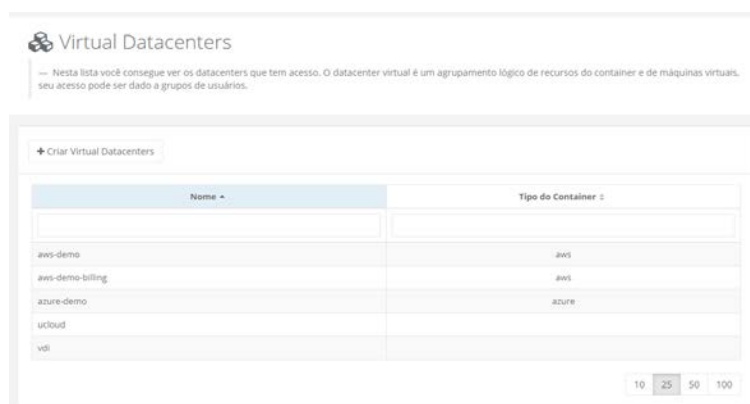 Virtual Datacenters
— Nesta lista você consegue ver os datacenters que tem acesso. O datacenter virtual é um agrupamento lógico de recursos do container e de máquinas virtuais,
seu acesso pode ser dado a grupos de usuários.
+ Criar Virtual Datacenters
Nome Tipo do Container
aws-demo aws
aws-demo-billing aws
azure-demo azure
ucloud
vdi
10 25 50 100